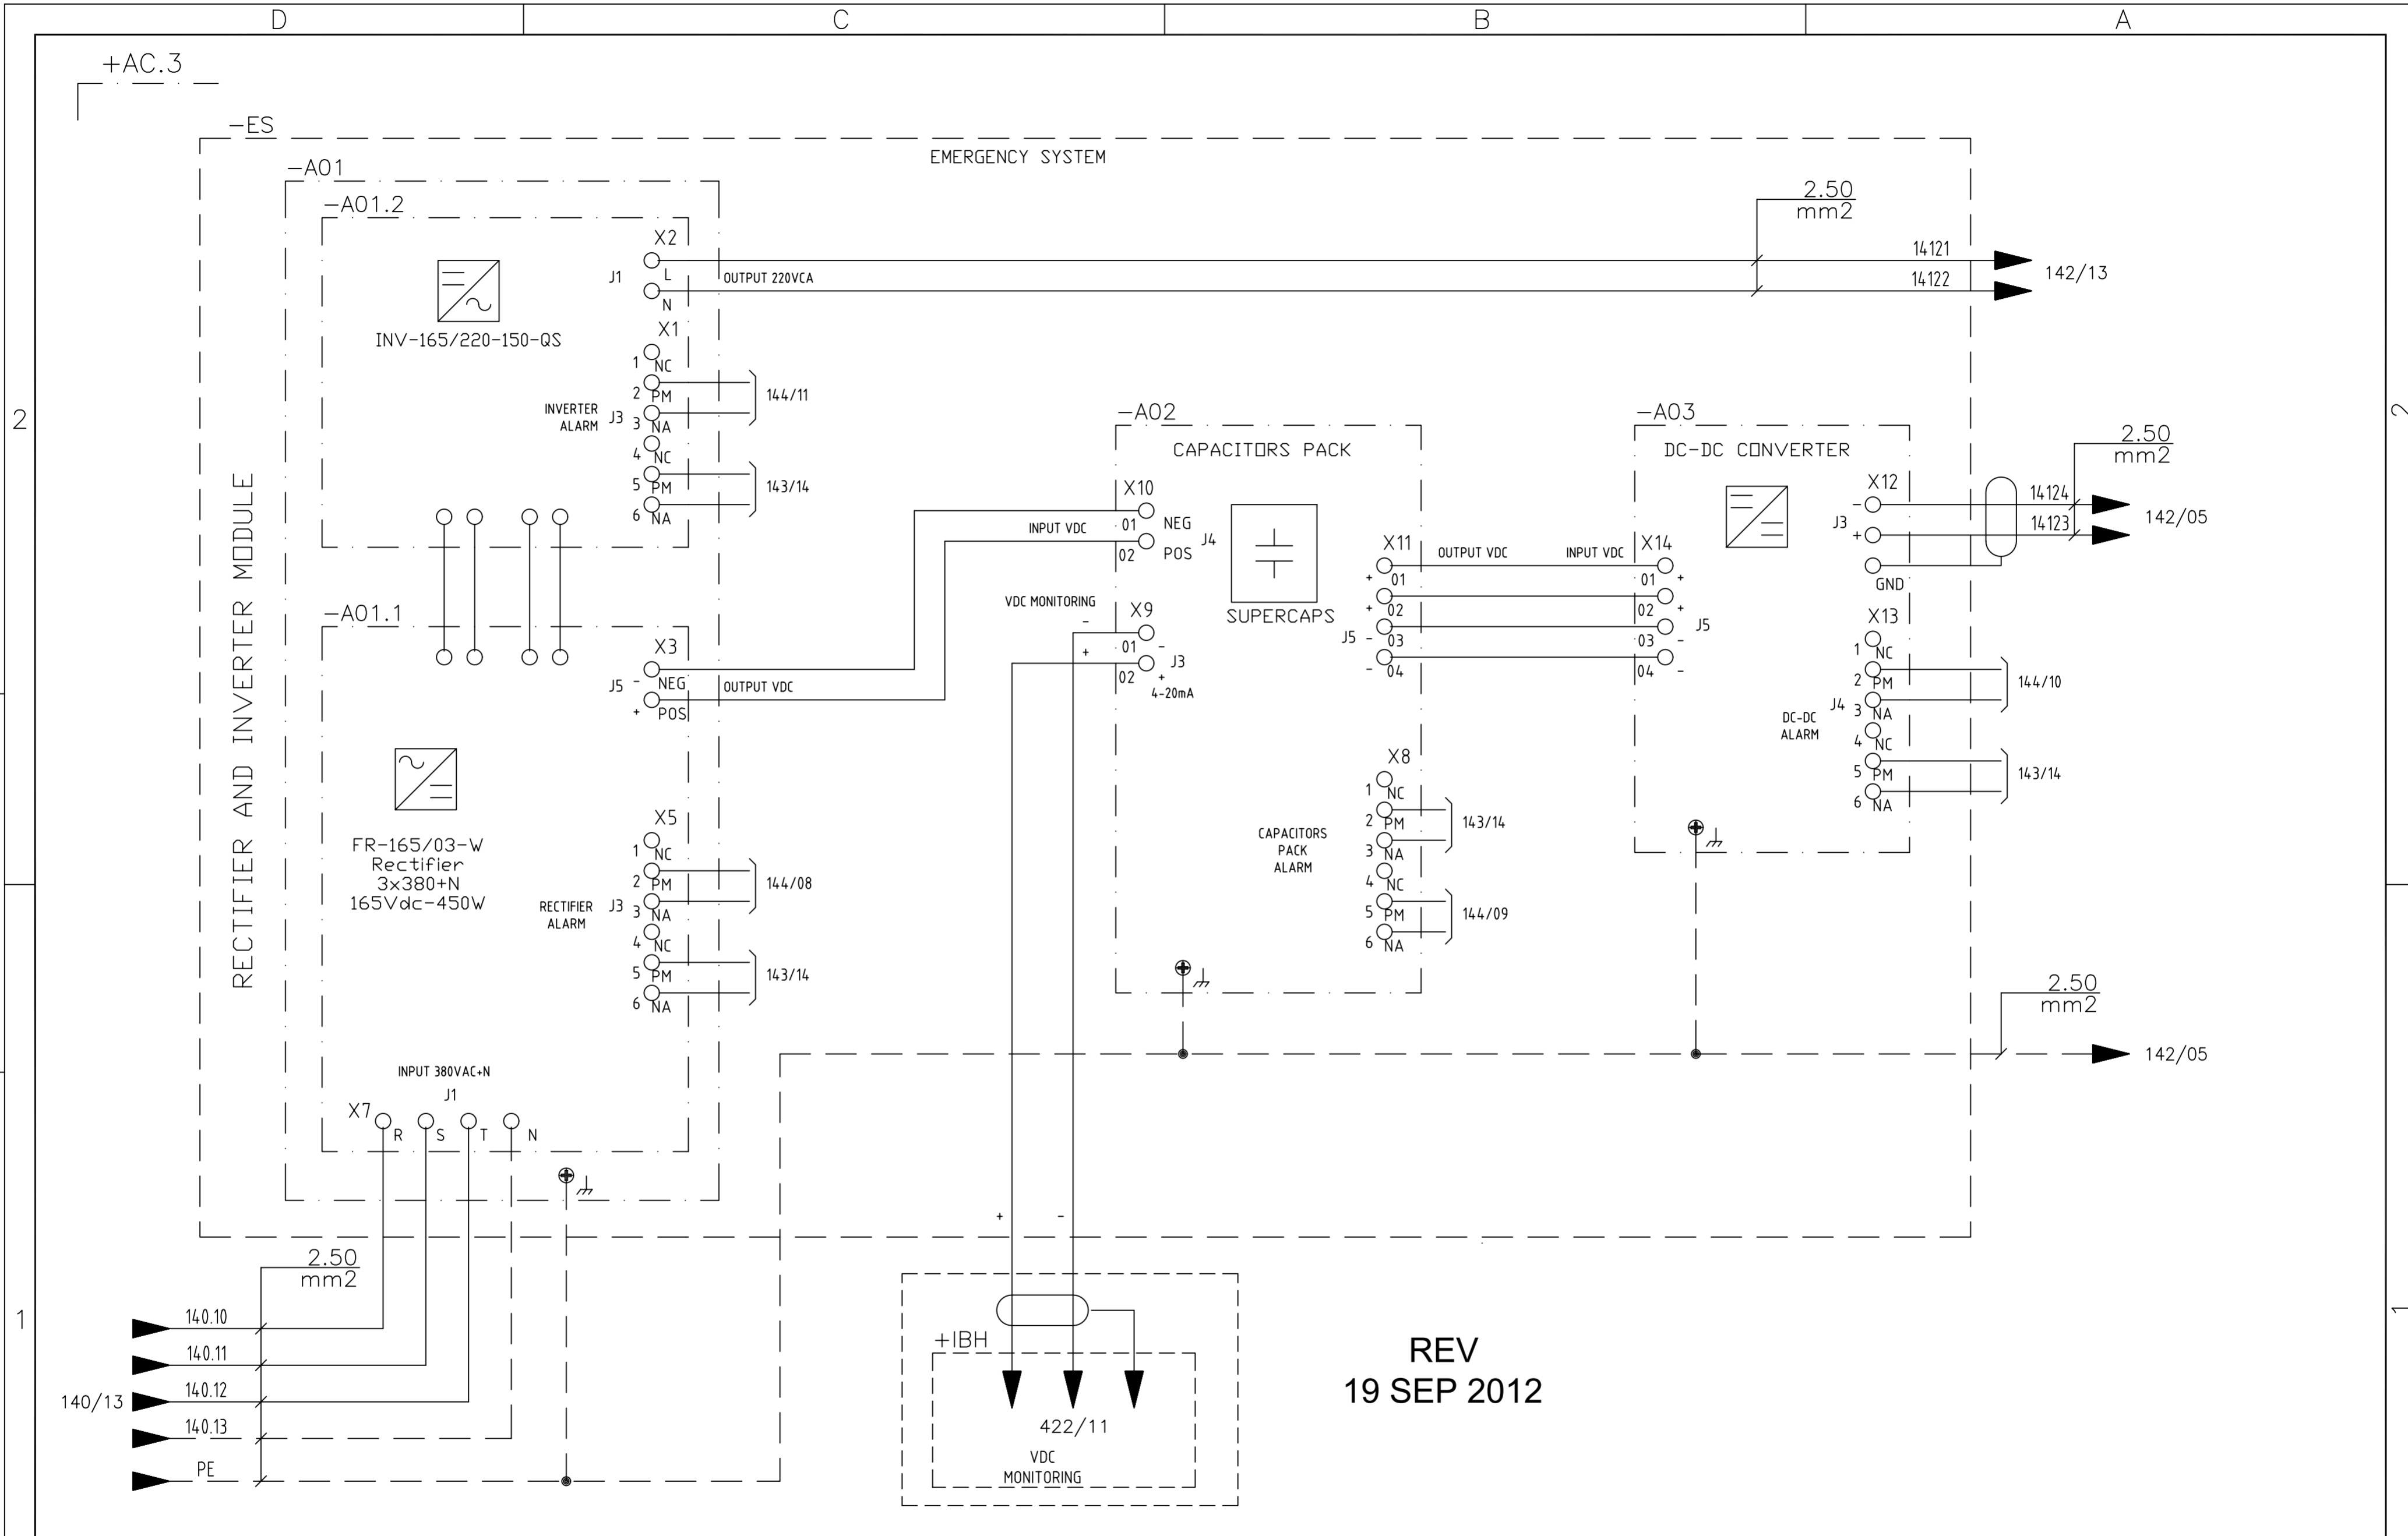 D
C
B
A
+AC.3
-ES
EMERGENCY SYSTEM
-A01
-A01.2
X2
J1
L
N
OUTPUT 220VCA
2.50
mm2
14121
14122
142/13
INV-165/220-150-QS
X1
1 NC
2 PM
3 NA
4 NC
5 PM
6 NA
INVERTER
ALARM
J3
144/11
143/14
2
2
RECTIFIER AND INVERTER MODULE
-A01.1
X3
J5
- NEG
+ POS
OUTPUT VDC
FR-165/03-W
Rectifier
3x380+N
165Vdc-450W
X5
1 NC
2 PM
3 NA
4 NC
5 PM
6 NA
RECTIFIER
ALARM
J3
144/08
143/14
INPUT 380VAC+N
J1
X7
R
S
T
N
-A02
CAPACITORS PACK
X10
INPUT VDC
01 NEG
02 POS
J4
SUPERCAPS
VDC MONITORING
X9
-
+
01 -
02 +
J3
4-20mA
X11
+ 01
+ 02
- 03
- 04
J5
OUTPUT VDC
INPUT VDC
X8
1 NC
2 PM
3 NA
4 NC
5 PM
6 NA
CAPACITORS
PACK
ALARM
143/14
144/09
-A03
DC-DC CONVERTER
X14
01 +
02 +
03 -
04 -
J5
X12
-
J3
+
GND
2.50
mm2
14124
14123
142/05
X13
1 NC
2 PM
3 NA
4 NC
5 PM
6 NA
DC-DC
ALARM
J4
144/10
143/14
2.50
mm2
142/05
+
-
2.50
mm2
1
1
140.10
140.11
140/13
140.12
140.13
PE
+IBH
422/11
VDC
MONITORING
REV
19 SEP 2012